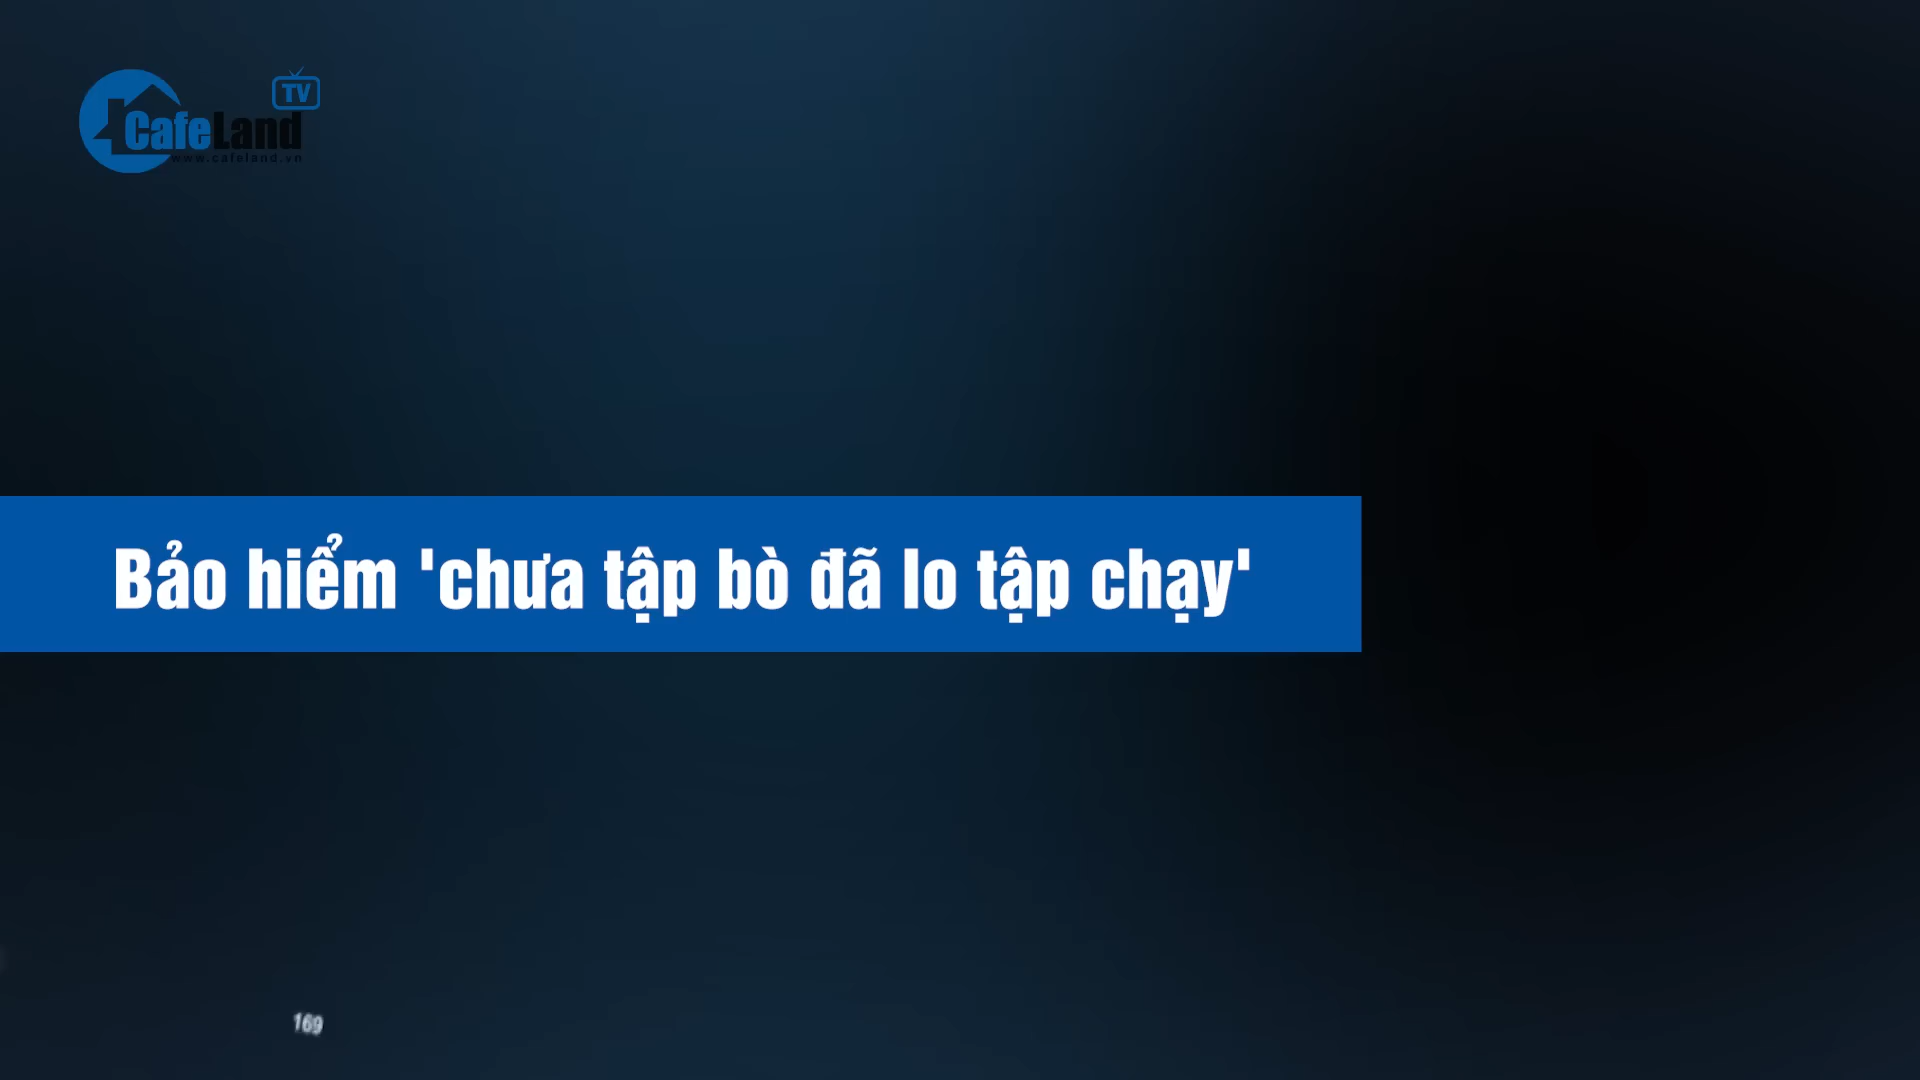 TV
CafeLand
www.cafeland.vn
Bảo hiểm 'chưa tập bò đã lo tập chạy'
169